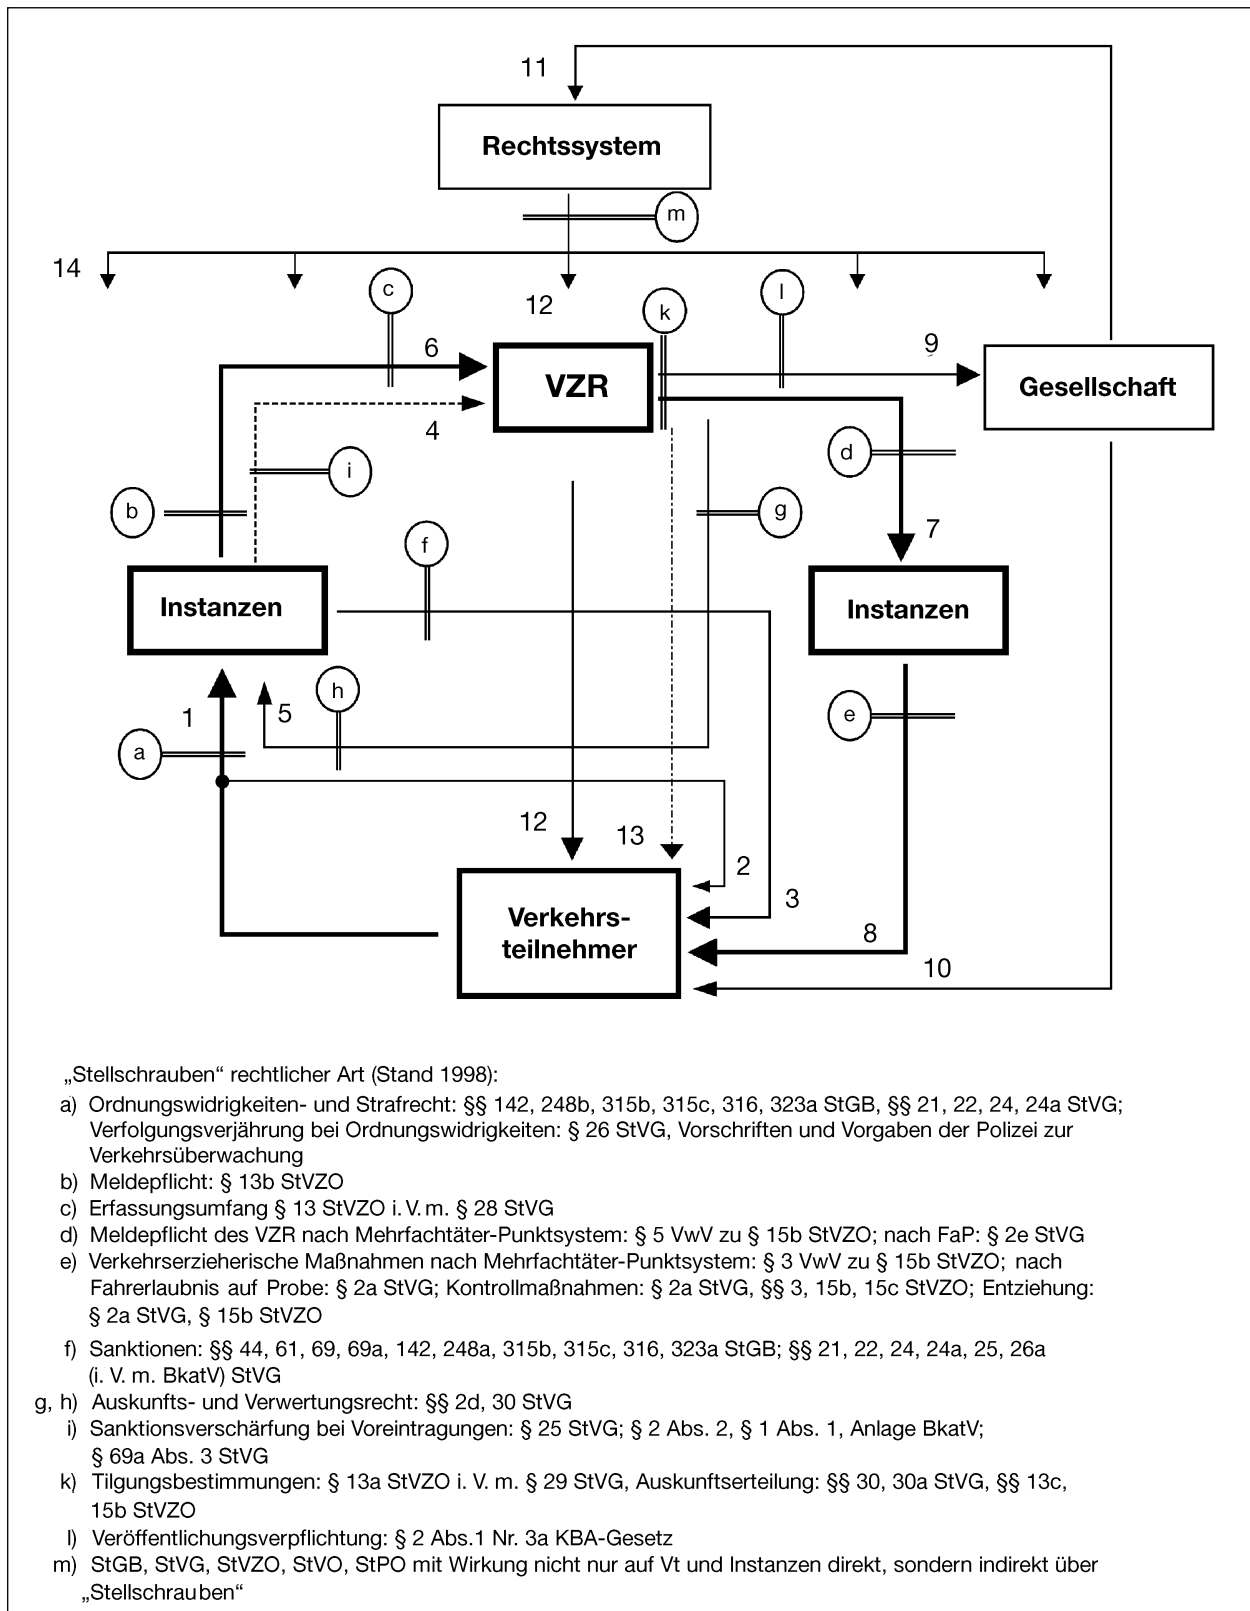 11
Rechtssystem
m
14
c
12
k
l
6
9
VZR
Gesellschaft
4
d
i
b
g
f
7
Instanzen
Instanzen
h
1
5
e
a
12
13
2
3
Verkehrs-
teilnehmer
8
10
„Stellschrauben“ rechtlicher Art (Stand 1998):
a) Ordnungswidrigkeiten- und Strafrecht: §§ 142, 248b, 315b, 315c, 316, 323a StGB, §§ 21, 22, 24, 24a StVG;
Verfolgungsverjährung bei Ordnungswidrigkeiten: § 26 StVG, Vorschriften und Vorgaben der Polizei zur
Verkehrsüberwachung
b) Meldepflicht: § 13b StVZO
c) Erfassungsumfang § 13 StVZO i. V. m. § 28 StVG
d) Meldepflicht des VZR nach Mehrfachtäter-Punktsystem: § 5 VwV zu § 15b StVZO; nach FaP: § 2e StVG
e) Verkehrserzieherische Maßnahmen nach Mehrfachtäter-Punktsystem: § 3 VwV zu § 15b StVZO; nach
Fahrerlaubnis auf Probe: § 2a StVG; Kontrollmaßnahmen: § 2a StVG, §§ 3, 15b, 15c StVZO; Entziehung:
§ 2a StVG, § 15b StVZO
f) Sanktionen: §§ 44, 61, 69, 69a, 142, 248a, 315b, 315c, 316, 323a StGB; §§ 21, 22, 24, 24a, 25, 26a
(i. V. m. BkatV) StVG
g, h) Auskunfts- und Verwertungsrecht: §§ 2d, 30 StVG
i) Sanktionsverschärfung bei Voreintragungen: § 25 StVG; § 2 Abs. 2, § 1 Abs. 1, Anlage BkatV;
§ 69a Abs. 3 StVG
k) Tilgungsbestimmungen: § 13a StVZO i. V. m. § 29 StVG, Auskunftserteilung: §§ 30, 30a StVG, §§ 13c,
15b StVZO
l) Veröffentlichungsverpflichtung: § 2 Abs.1 Nr. 3a KBA-Gesetz
m) StGB, StVG, StVZO, StVO, StPO mit Wirkung nicht nur auf Vt und Instanzen direkt, sondern indirekt über
„Stellschrauben“